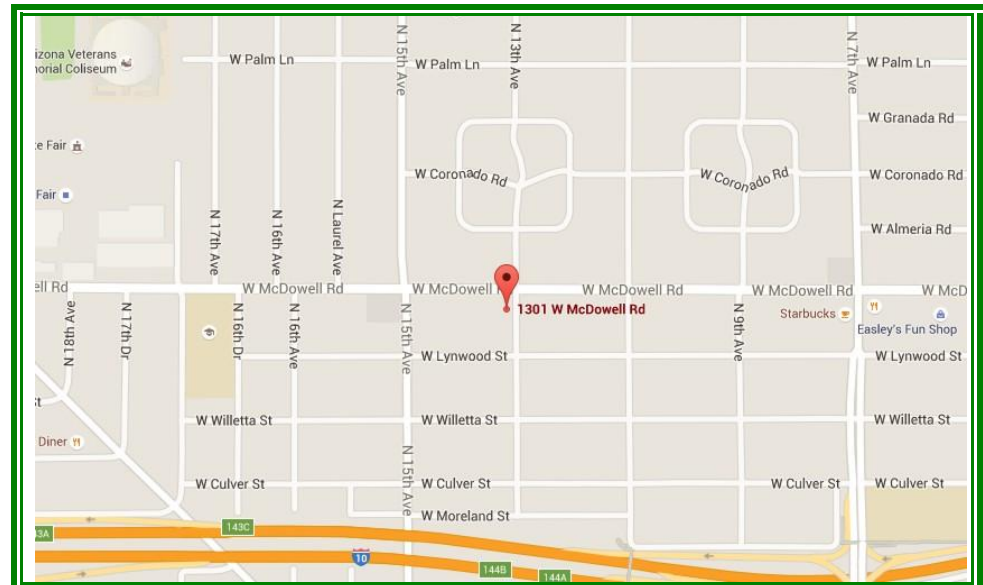 izona Veterans
orial Coliseum
W Palm Ln
N 15th Ave
W Palm Ln
N 13th Ave
N 7th Ave
W Palm Ln
W Granada Rd
te Fair
Fair
W Coronado Rd
W Coronado Rd
W Coronado Rd
W Almeria Rd
N 17th Ave
N 16th Ave
N Laurel Ave
ell Rd
W McDowell Rd
W McDowell
W McDowell Rd
W McDowell Rd
W McD
1301 W McDowell Rd
Starbucks
Easley's Fun Shop
N 18th Ave
N 17th Dr
N 16th Dr
N 16th Ave
N 15th Ave
N 9th Ave
W Lynwood St
W Lynwood St
St
W Willetta St
W Willetta St
W Willetta St
Diner
N 15th Ave
W Culver St
W Culver St
W Culver St
W Culver St
W Moreland St
43A
143C
10
144B
144A